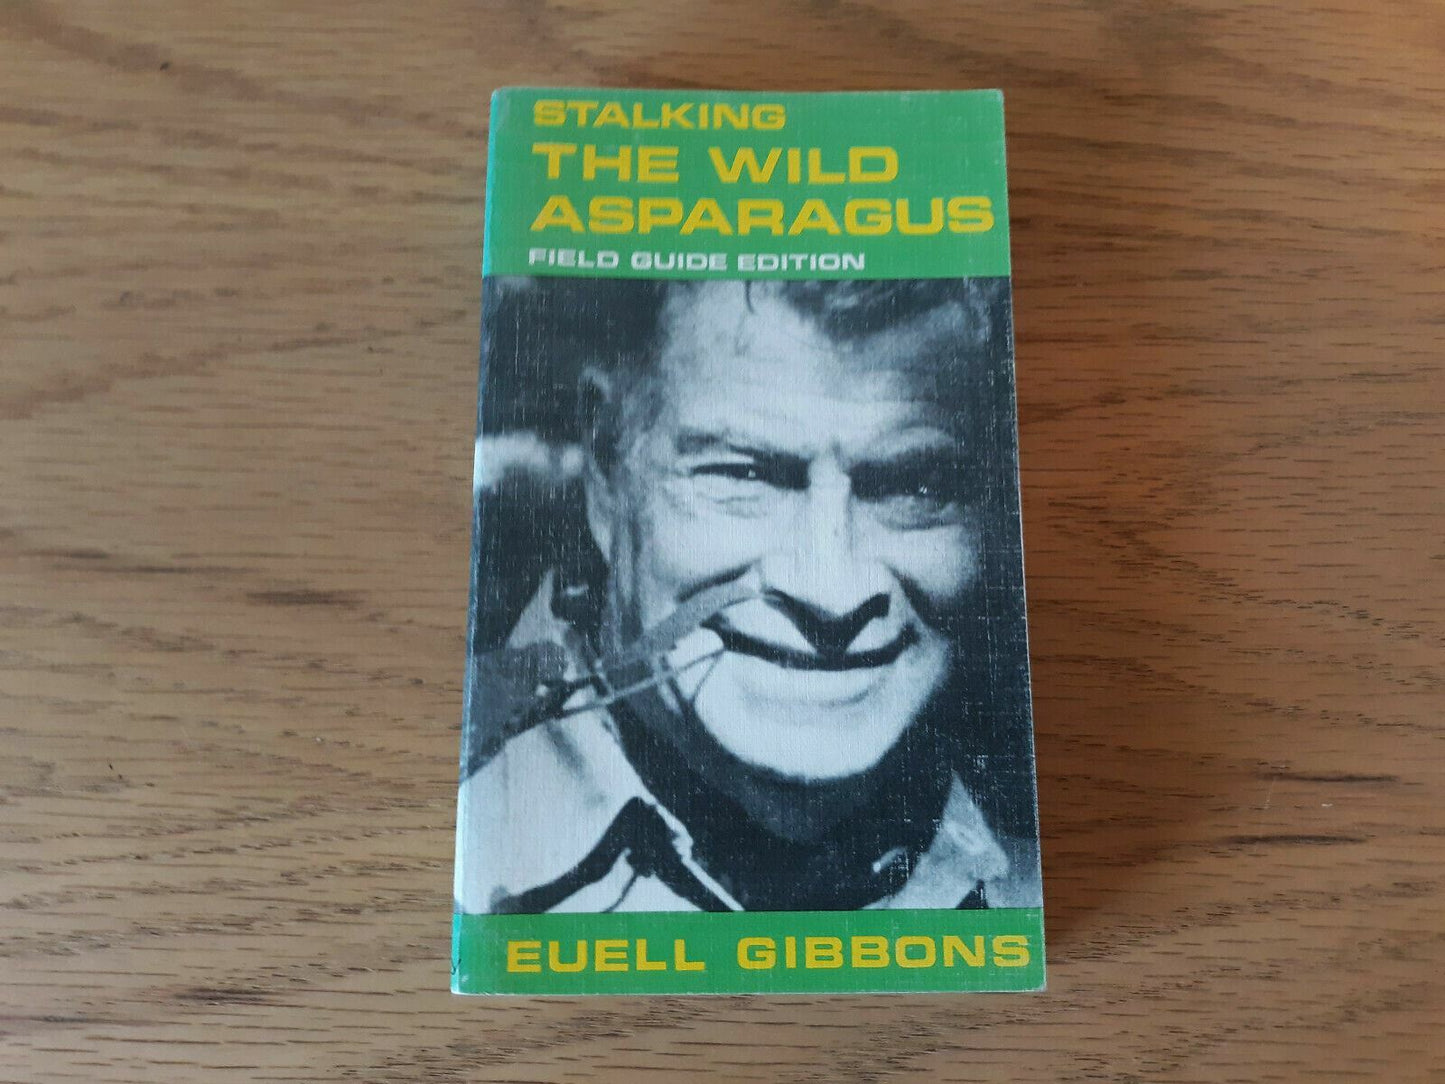 STALKING
THE WILD
ASPARAGUS
FIELD GUIDE EDITION
EUELL GIBBONS